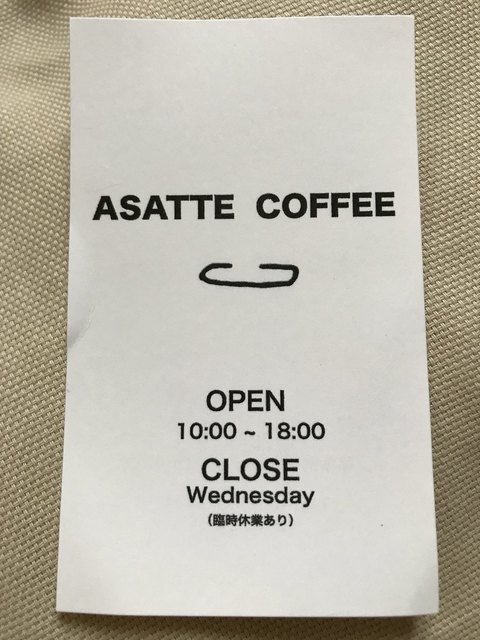 ASATTE COFFEE
OPEN
10:00 ~ 18:00
CLOSE
Wednesday
（臨時休業あり）